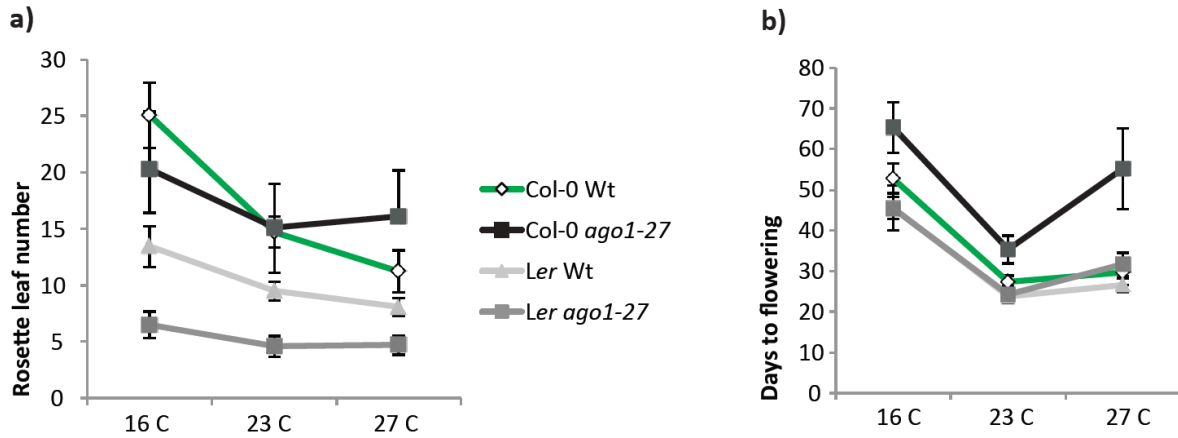 a)
Rosette leaf number
30
25
20
15
10
5
0
16 C 23 C 27 C
Col-0 Wt
Col-0 ago1-27
Ler Wt
Ler ago1-27
b)
Days to flowering
80
70
60
50
40
30
20
10
0
16 C 23 C 27 C